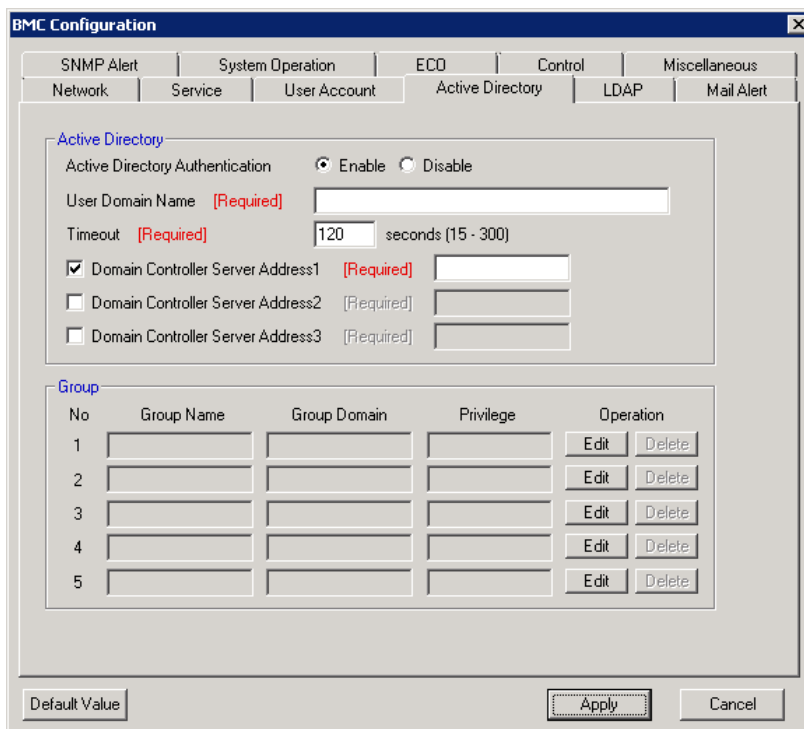 BMC Configuration
SNMP Alert System Operation ECO Control Miscellaneous
Network Service User Account Active Directory LDAP Mail Alert
Active Directory
Active Directory Authentication Enable Disable
User Domain Name [Required]
Timeout [Required] 120 seconds (15 - 300)
Domain Controller Server Address1 [Required]
Domain Controller Server Address2 [Required]
Domain Controller Server Address3 [Required]
Group
No Group Name Group Domain Privilege Operation
1 Edit Delete
2 Edit Delete
3 Edit Delete
4 Edit Delete
5 Edit Delete
Default Value Apply Cancel